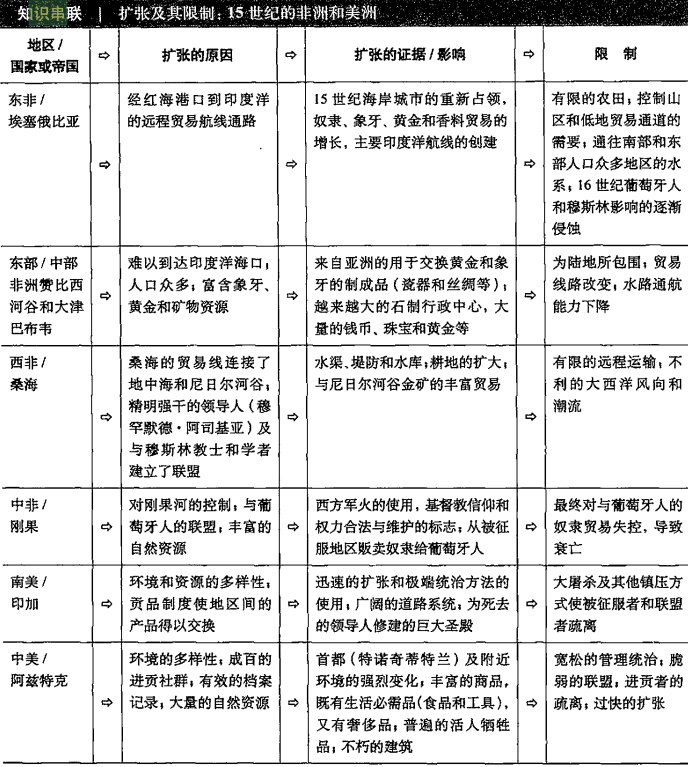 知识串联 | 扩张及其限制：15世纪的非洲和美洲
地区/
国家或帝国
⇨
扩张的原因
⇨
扩张的证据/影响
⇨
限 制
东非/
埃塞俄比亚
⇨
经红海港口到印度洋
的远程贸易航线通路
⇨
15世纪海岸城市的重新占领，
奴隶、象牙、黄金和香料贸易的
增长，主要印度洋航线的创建
⇨
有限的农田；控制山
区和低地贸易通道的
需要；通往南部和东
部人口众多地区的水
系；16世纪葡萄牙人
和穆斯林影响的逐渐
侵蚀
东部/中部
非洲赞比西
河谷和大津
巴布韦
⇨
难以到达印度洋海口；
人口众多；富含象牙、
黄金和矿物资源
⇨
来自亚洲的用于交换黄金和象
牙的制成品（瓷器和丝绸等）；
越来越大的石制行政中心，大
量的钱币、珠宝和黄金等
⇨
为陆地所包围；贸易
线路改变；水路通航
能力下降
西非/
桑海
⇨
桑海的贸易线连接了
地中海和尼日尔河谷；
精明强干的领导人（穆
罕默德·阿司基亚）及
与穆斯林教士和学者
建立了联盟
⇨
水渠、堤防和水库；耕地的扩大；
与尼日尔河谷金矿的丰富贸易
⇨
有限的远程运输；不
利的大西洋风向和
潮流
中非/
刚果
⇨
对刚果河的控制；与葡
萄牙人的联盟；丰富的
自然资源
⇨
西方军火的使用，基督教信仰和
权力合法与维护的标志；从被征
服地区贩卖奴隶给葡萄牙人
⇨
最终对与葡萄牙人的
奴隶贸易失控，导致
衰亡
南美/
印加
⇨
环境和资源的多样性；
贡品制度使地区间的
产品得以交换
⇨
迅速的扩张和极端统治方法的
使用；广阔的道路系统；为死去
的领导人修建的巨大圣殿
⇨
大屠杀及其他镇压方
式使被征服者和联盟
者疏离
中美/
阿兹特克
⇨
环境的多样性；成百的
进贡社群；有效的档案
记录；大量的自然资源
⇨
首都（特诺奇蒂特兰）及附近
环境的强烈变化；丰富的商品，
既有生活必需品(食品和工具)，
又有奢侈品；普遍的活人牺牲
品；不朽的建筑
⇨
宽松的管理统治；脆
弱的联盟；进贡者的
疏离；过快的扩张